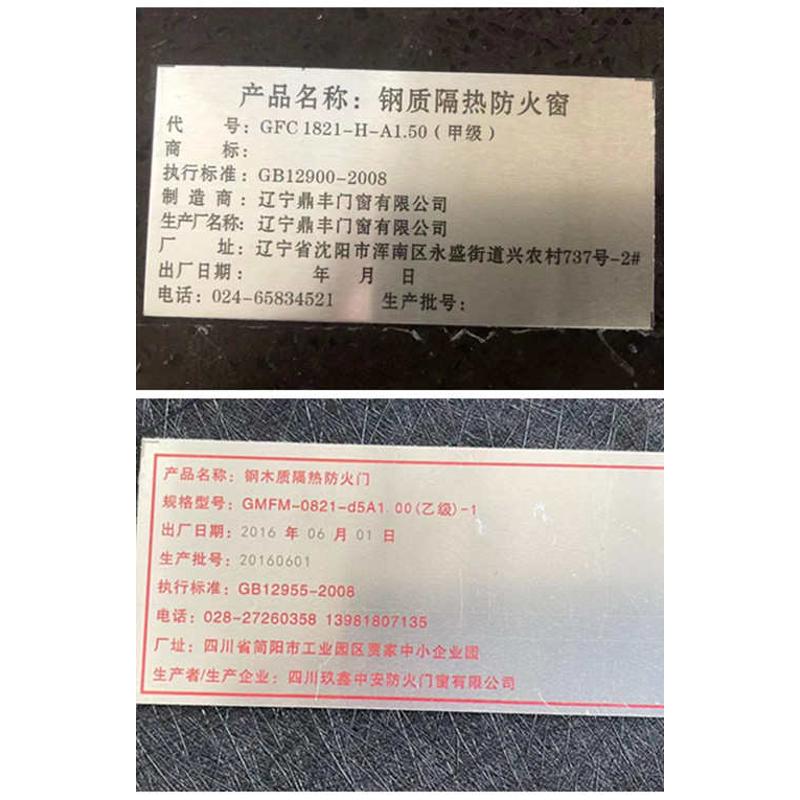 产品名称：钢质隔热防火窗
代 号：GFC 1821-H-A1.50（甲级）
商 标：
执行标准：GB12900-2008
制 造 商：辽宁鼎丰门窗有限公司
生产厂名称：辽宁鼎丰门窗有限公司
厂 址：辽宁省沈阳市浑南区永盛街道兴农村737号-2#
出厂日期： 年 月 日
电话：024-65834521 生产批号：
产品名称：钢木质隔热防火门
规格型号：GMFM-0821-d5A1.00(乙级)-1
出厂日期：2016 年 06 月 01 日
生产批号：20160601
执行标准：GB12955-2008
电话：028-27260358 13981807135
厂址：四川省简阳市工业园区贾家中小企业园
生产者/生产企业：四川玖鑫中安防火门窗有限公司